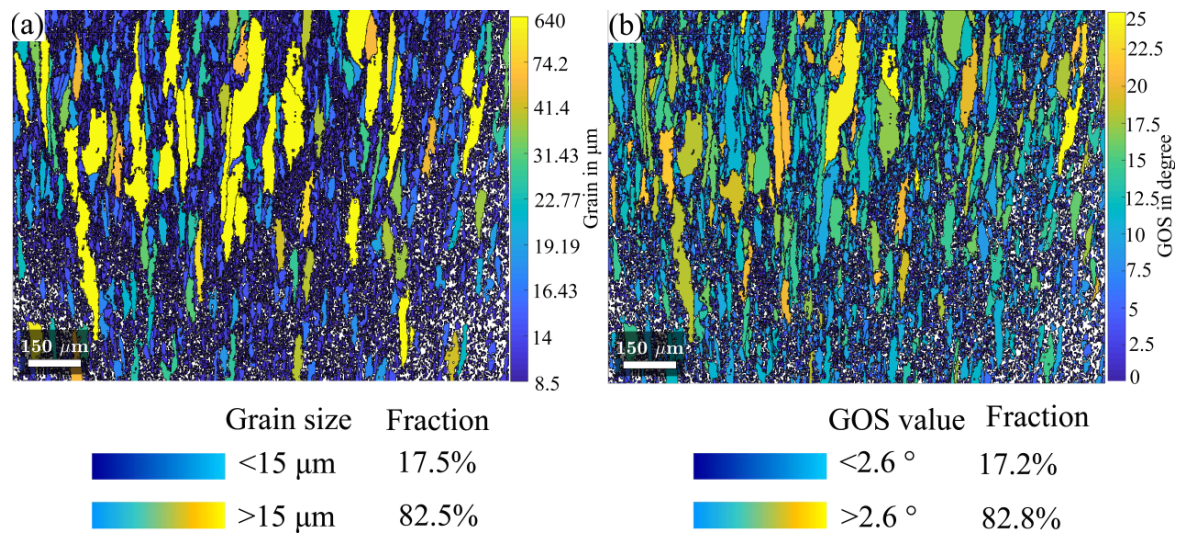 (a)
640
74.2
41.4
31.43
22.77
19.19
16.43
14
8.5
Grain in μm
150 μm
(b)
25
22.5
20
17.5
15
12.5
10
7.5
5
2.5
0
GOS in degree
150 μm
Grain size Fraction
<15 μm 17.5%
>15 μm 82.5%
GOS value Fraction
<2.6 ° 17.2%
>2.6 ° 82.8%